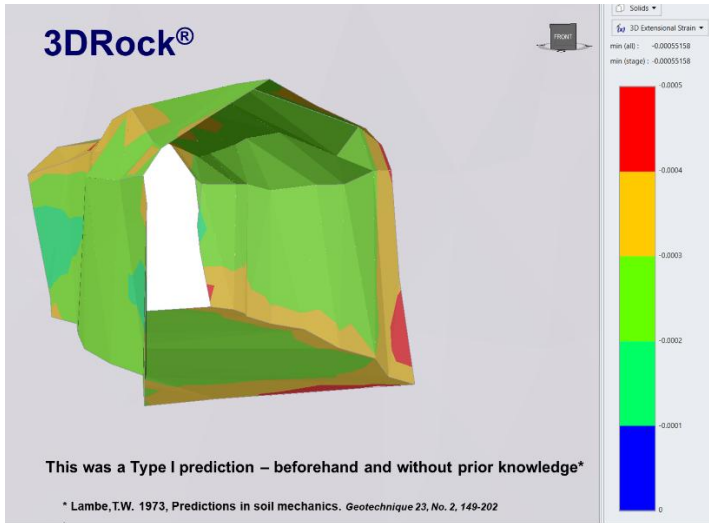 Solids
3DRock®
3D Extensional Strain
FRONT
min (all) : -0.00055158
min (stage) : -0.00055158
-0.0005
-0.0004
-0.0003
-0.0002
-0.0001
0
This was a Type I prediction – beforehand and without prior knowledge*
* Lambe,T.W. 1973, Predictions in soil mechanics. Geotechnique 23, No. 2, 149-202